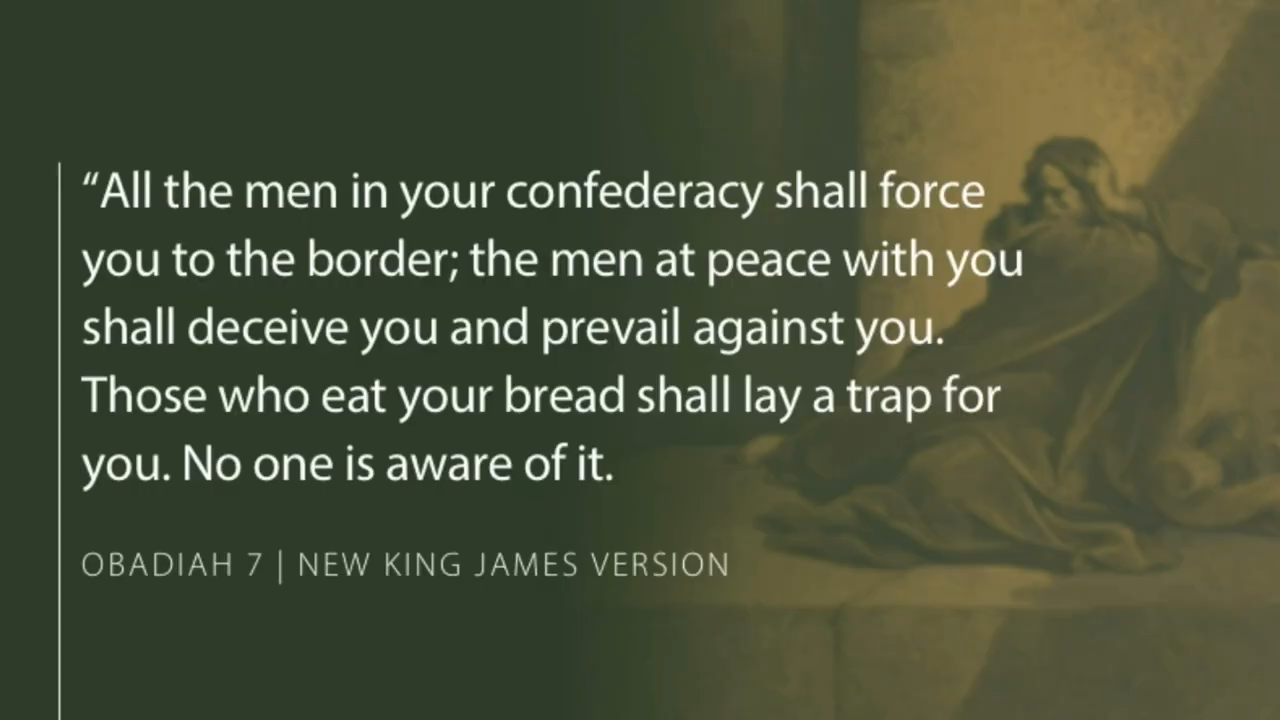 “All the men in your confederacy shall force
you to the border; the men at peace with you
shall deceive you and prevail against you.
Those who eat your bread shall lay a trap for
you. No one is aware of it.
OBADIAH 7 | NEW KING JAMES VERSION